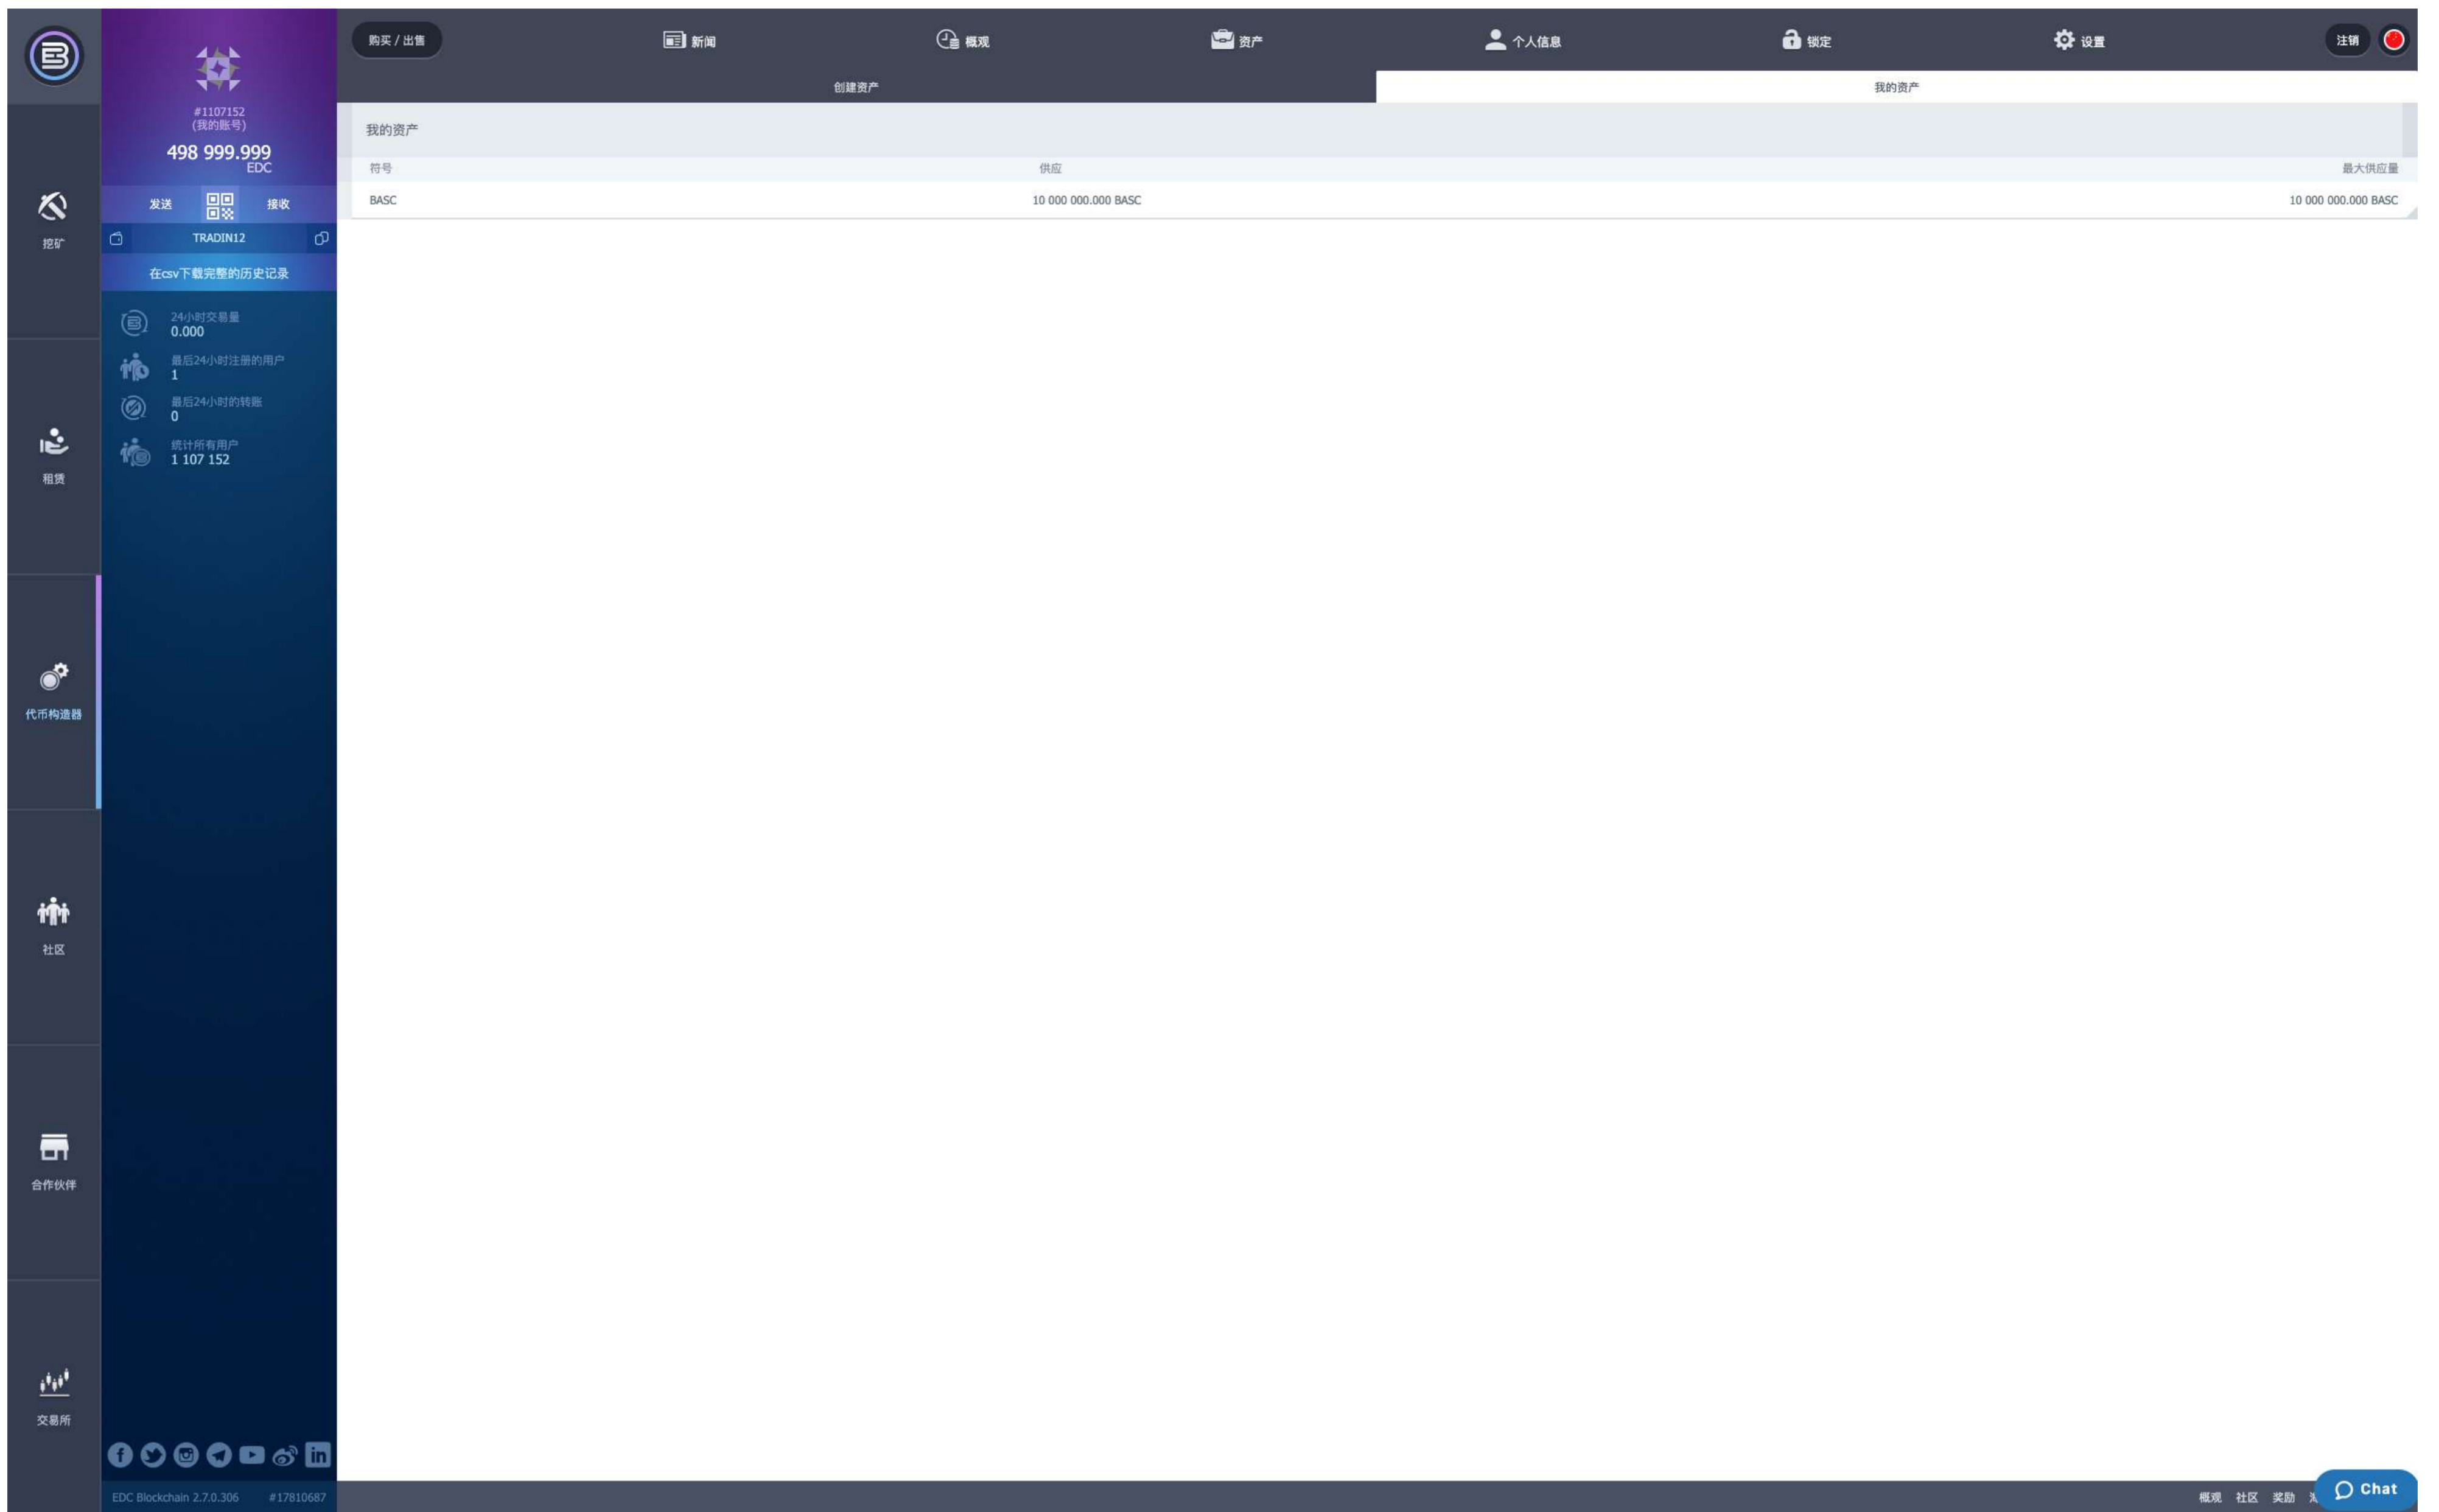 购买 / 出售
新闻
概观
资产
个人信息
锁定
设置
注销
创建资产
我的资产
#1107152
(我的账号)
498 999.999
EDC
发送
接收
TRADIN12
在csv下载完整的历史记录
24小时交易量
0.000
最后24小时注册的用户
1
最后24小时的转账
0
统计所有用户
1 107 152
挖矿
租赁
代币构造器
社区
合作伙伴
交易所
我的资产
符号
供应
最大供应量
BASC
10 000 000.000 BASC
10 000 000.000 BASC
EDC Blockchain 2.7.0.306
#17810687
概观
社区
奖励
Chat